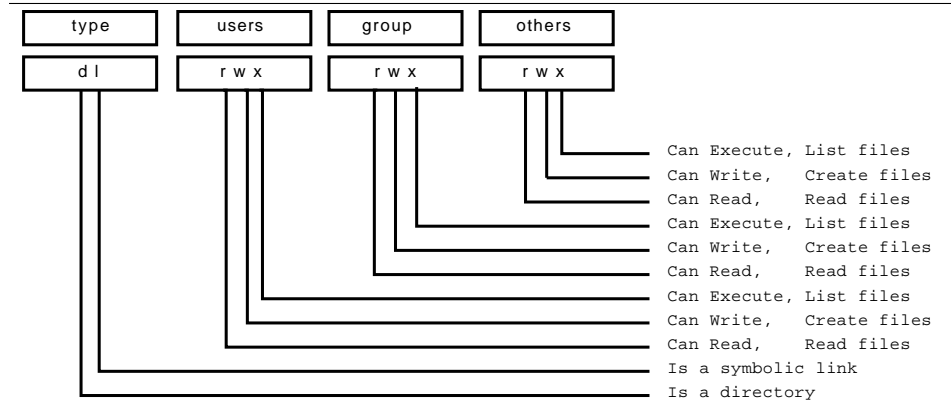 type users group others
d l r w x r w x r w x
Can Execute, List files
Can Write, Create files
Can Read, Read files
Can Execute, List files
Can Write, Create files
Can Read, Read files
Can Execute, List files
Can Write, Create files
Can Read, Read files
Is a symbolic link
Is a directory